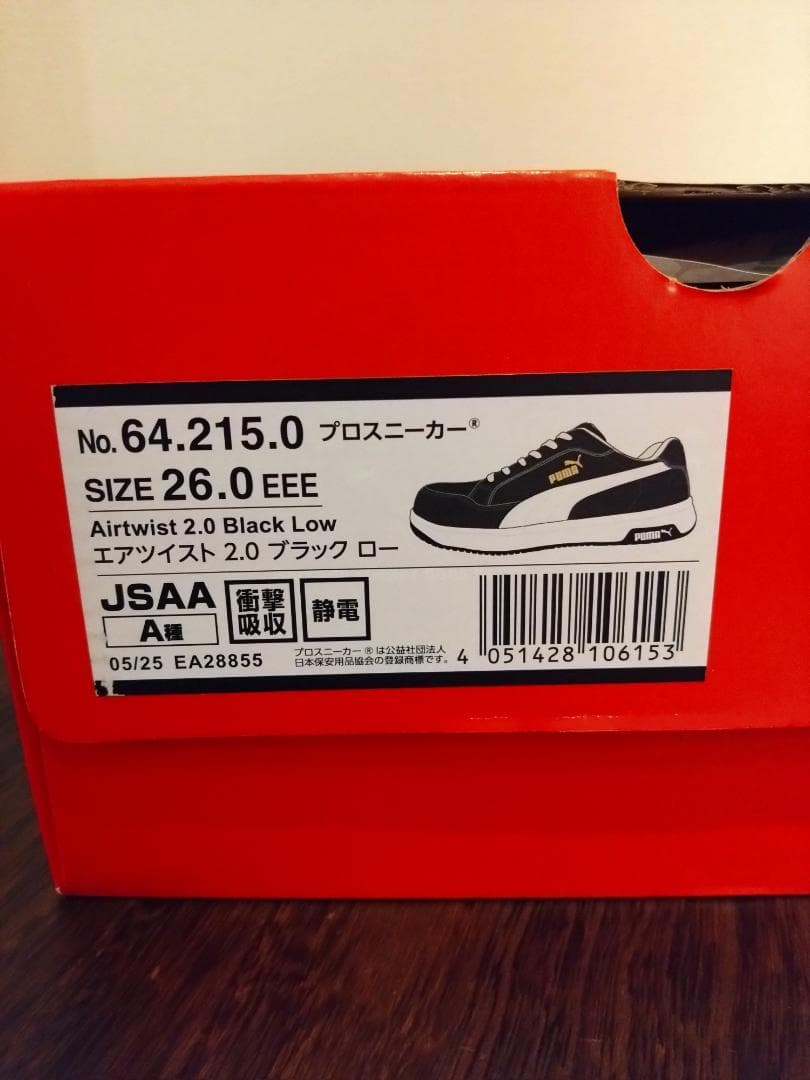 No. 64.215.0 プロスニーカー®
SIZE 26.0 EEE
PUMA
Airtwist 2.0 Black Low
エアツイスト 2.0 ブラック ロー
PUMA
JSAA
A種
衝撃
吸収
静電
05/25 EA28855
プロスニーカー®は公益社団法人
日本保安用品協会の登録商標です。
4 051428 106153